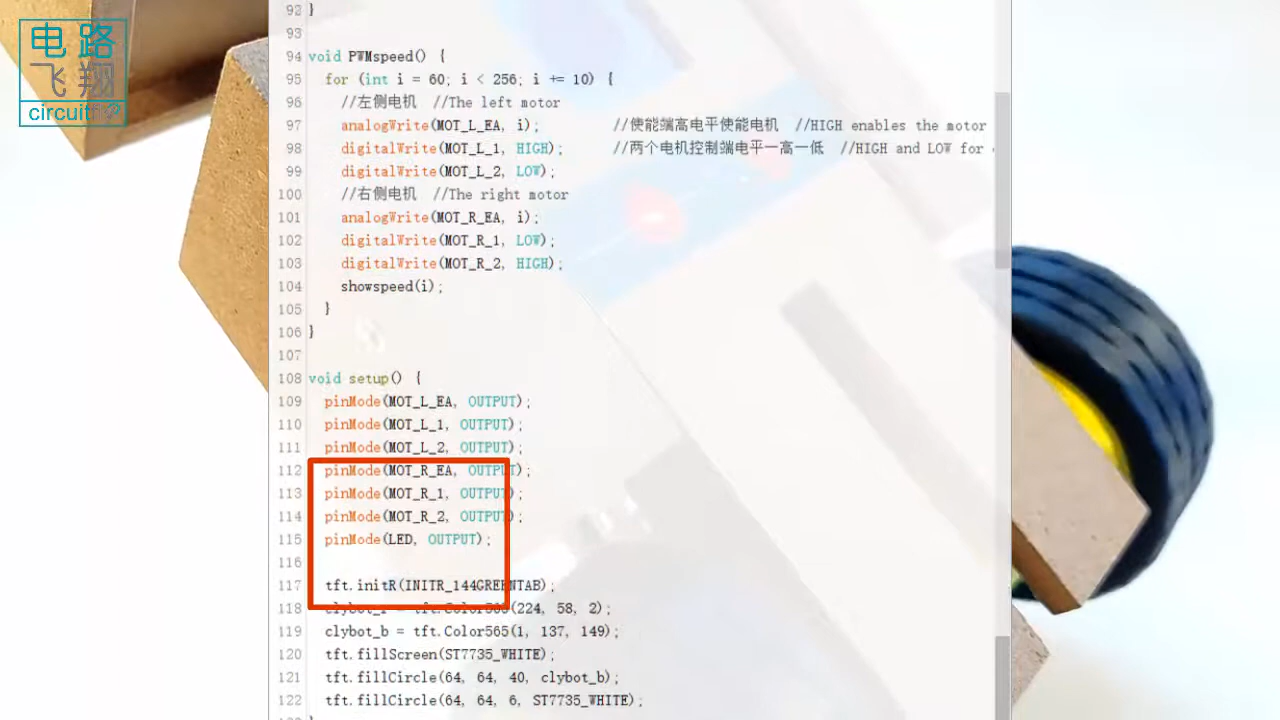 电路
飞翔
circuit
92 }
93
94 void PWMspeed() {
95 for (int i = 60; i < 256; i += 10) {
96 //左侧电机 //The left motor
97 analogWrite(MOT_L_EA, i); //使能端高电平使能电机 //HIGH enables the motor
98 digitalWrite(MOT_L_1, HIGH); //两个电机控制端电平一高一低 //HIGH and LOW for
99 digitalWrite(MOT_L_2, LOW);
100 //右侧电机 //The right motor
101 analogWrite(MOT_R_EA, i);
102 digitalWrite(MOT_R_1, LOW);
103 digitalWrite(MOT_R_2, HIGH);
104 showspeed(i);
105 }
106 }
107
108 void setup() {
109 pinMode(MOT_L_EA, OUTPUT);
110 pinMode(MOT_L_1, OUTPUT);
111 pinMode(MOT_L_2, OUTPUT);
112 pinMode(MOT_R_EA, OUTPUT);
113 pinMode(MOT_R_1, OUTPUT);
114 pinMode(MOT_R_2, OUTPUT);
115 pinMode(LED, OUTPUT);
116
117 tft.initR(INITR_144GREENTAB);
118 clybot_r = tft.Color565(224, 58, 2);
119 clybot_b = tft.Color565(1, 137, 149);
120 tft.fillScreen(ST7735_WHITE);
121 tft.fillCircle(64, 64, 40, clybot_b);
122 tft.fillCircle(64, 64, 6, ST7735_WHITE);